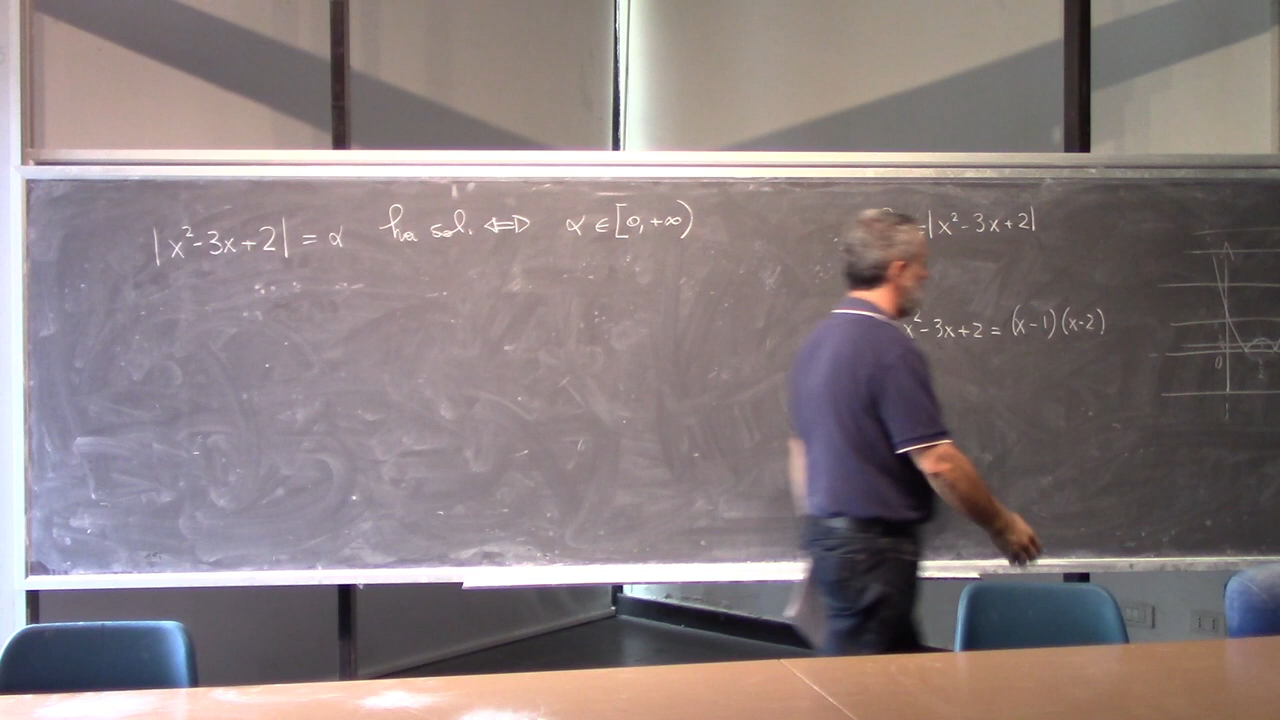 |x²-3x+2| = α ha sol. ⟺ α ∈ [0,+∞)
=|x²-3x+2|
x²-3x+2 = (x-1)(x-2)
0